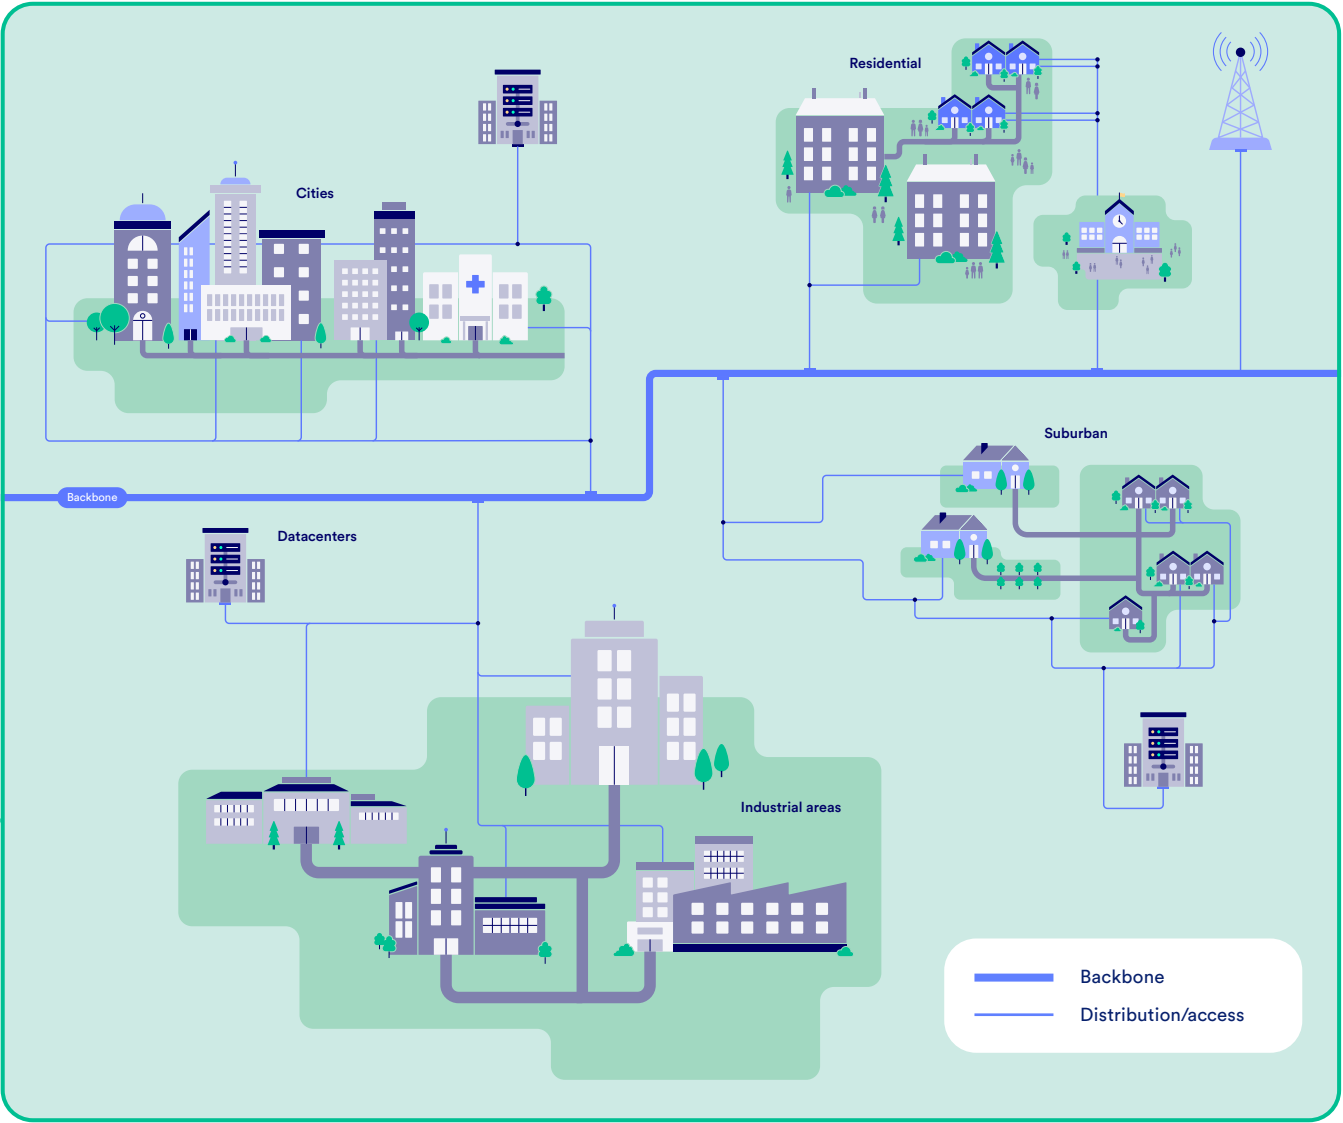 Residential
Cities
Suburban
Backbone
Datacenters
Industrial areas
Backbone
Distribution/access